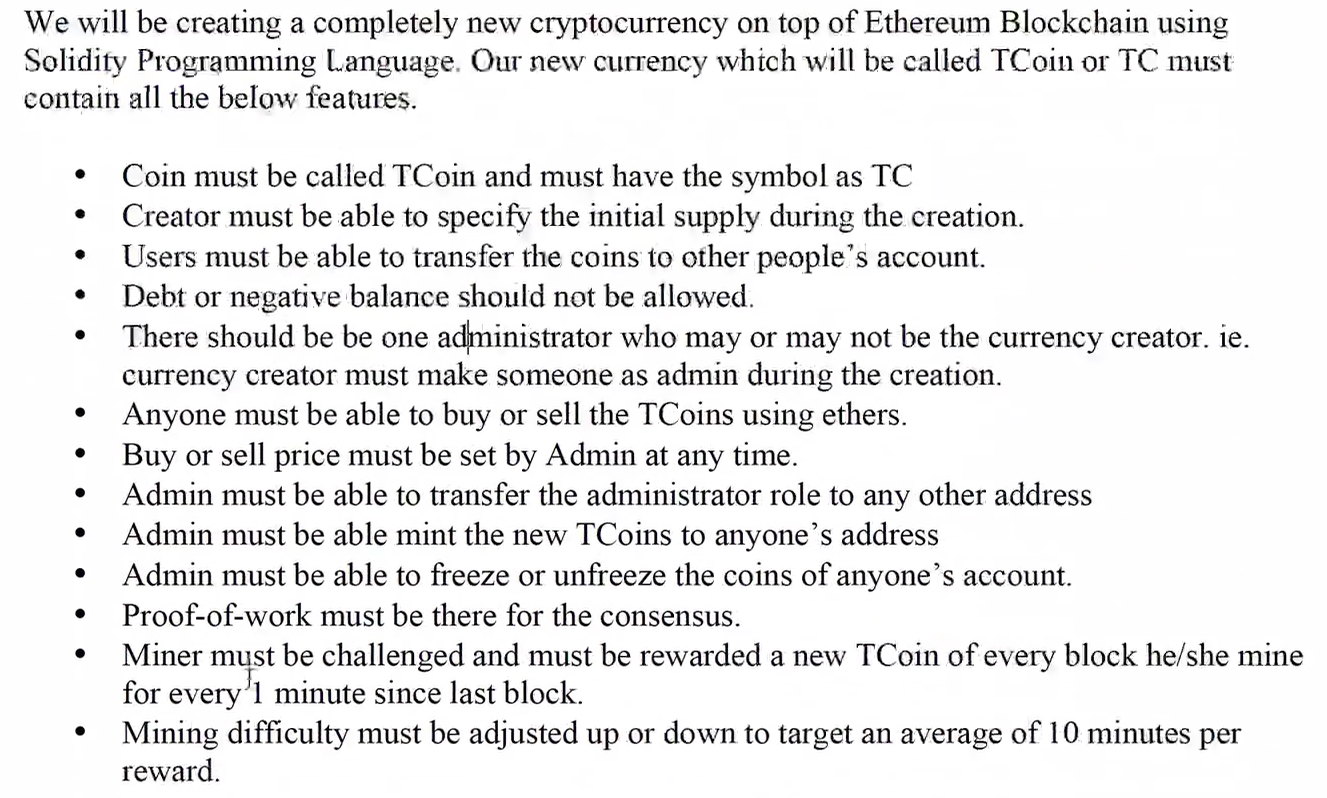 We will be creating a completely new cryptocurrency on top of Ethereum Blockchain using
Solidity Programming Language. Our new currency which will be called TCoin or TC must
contain all the below features.
• Coin must be called TCoin and must have the symbol as TC
• Creator must be able to specify the initial supply during the creation.
• Users must be able to transfer the coins to other people's account.
• Debt or negative balance should not be allowed.
• There should be be one administrator who may or may not be the currency creator. ie.
currency creator must make someone as admin during the creation.
• Anyone must be able to buy or sell the TCoins using ethers.
• Buy or sell price must be set by Admin at any time.
• Admin must be able to transfer the administrator role to any other address
• Admin must be able mint the new TCoins to anyone's address
• Admin must be able to freeze or unfreeze the coins of anyone's account.
• Proof-of-work must be there for the consensus.
• Miner must be challenged and must be rewarded a new TCoin of every block he/she mine
for every 1 minute since last block.
• Mining difficulty must be adjusted up or down to target an average of 10 minutes per
reward.